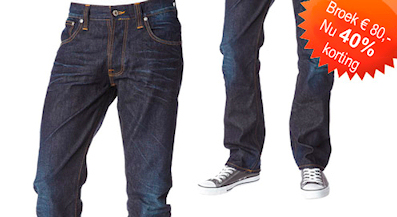 Broek € 80,-
Nu 40%
korting